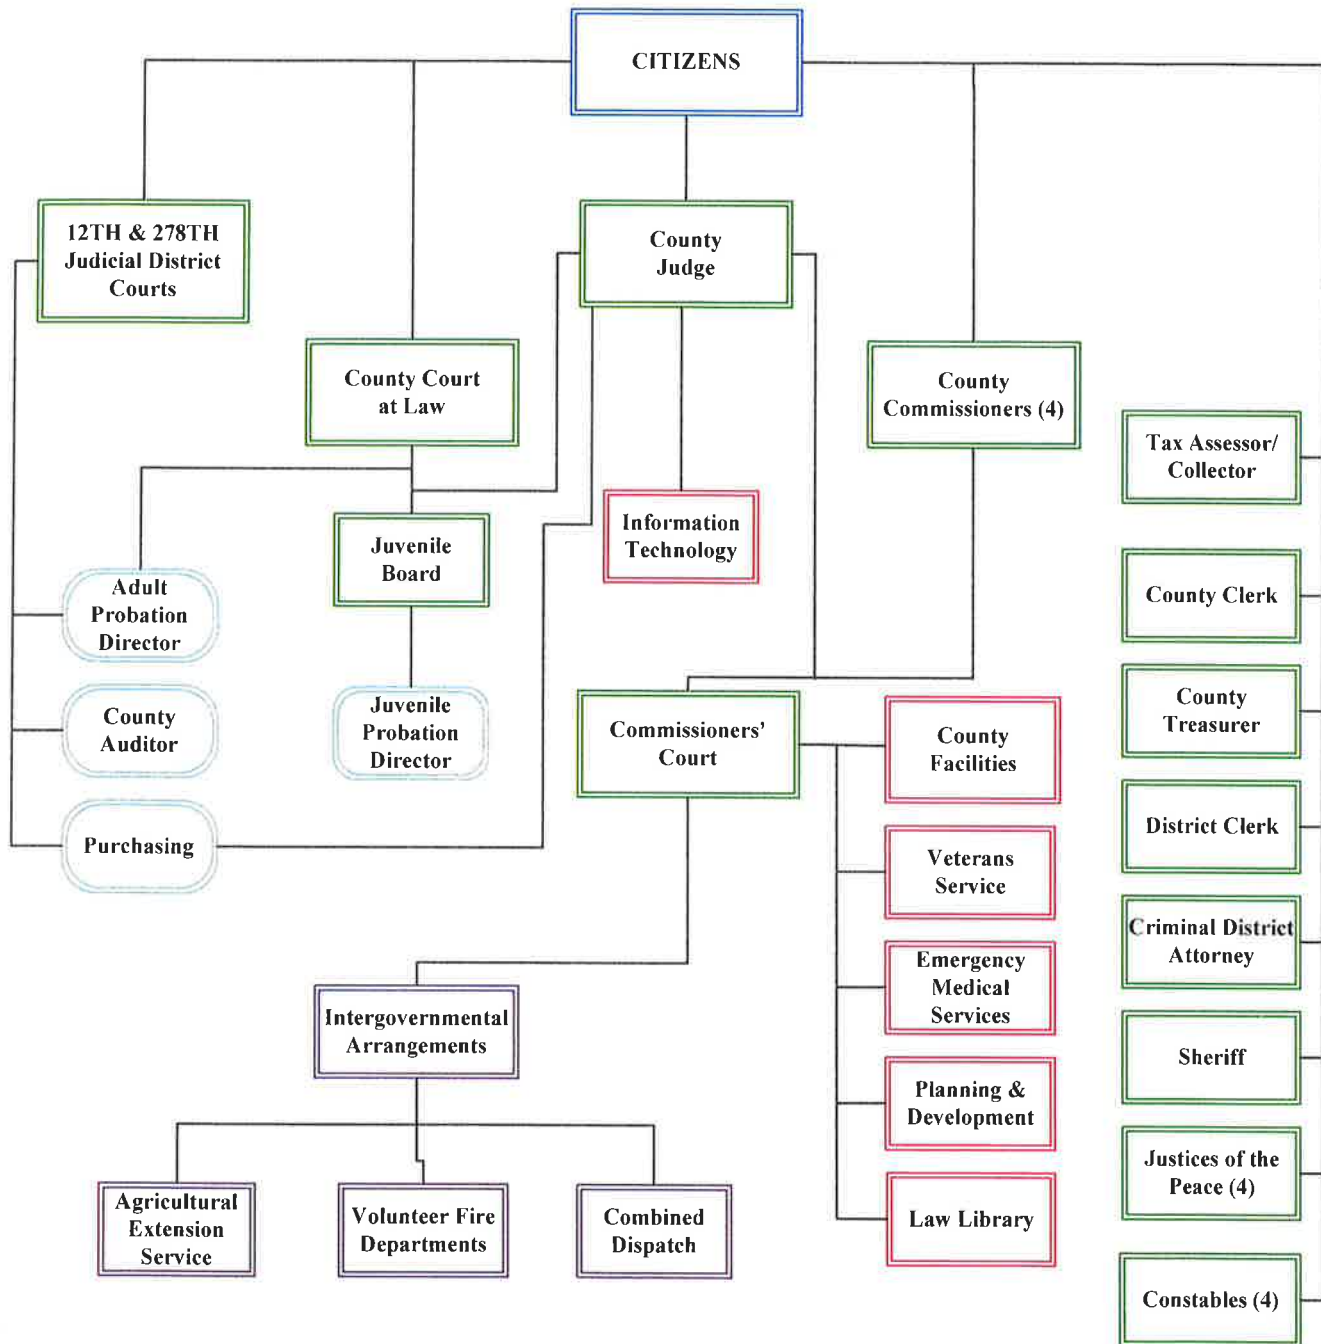 CITIZENS
12TH & 278TH
Judicial District
Courts
County
Judge
County Court
at Law
County
Commissioners (4)
Tax Assessor/
Collector
Information
Technology
Juvenile
Board
Adult
Probation
Director
County Clerk
County
Auditor
Juvenile
Probation
Director
Commissioners'
Court
County
Facilities
County
Treasurer
Purchasing
Veterans
Service
District Clerk
Emergency
Medical
Services
Criminal District
Attorney
Intergovernmental
Arrangements
Planning &
Development
Sheriff
Agricultural
Extension
Service
Volunteer Fire
Departments
Combined
Dispatch
Law Library
Justices of the
Peace (4)
Constables (4)